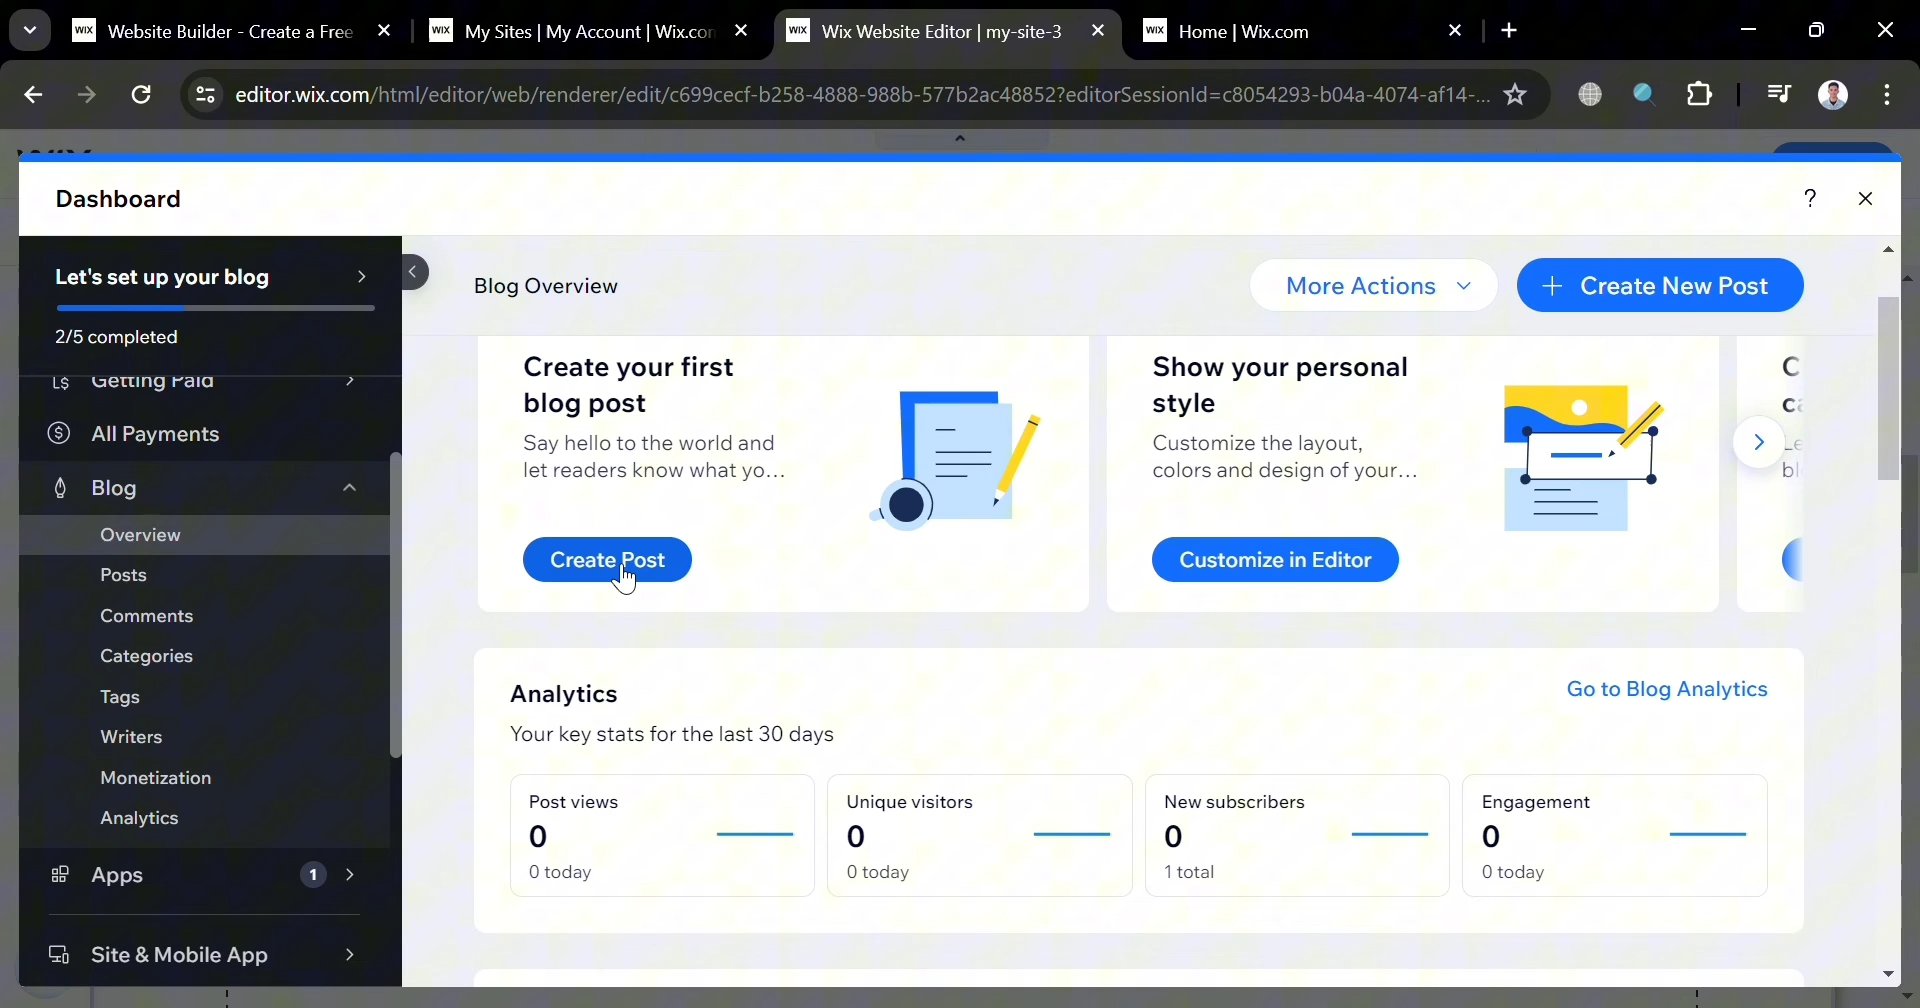 WIX Website Builder - Create a Free
WIX My Sites | My Account | Wix.co
WIX Wix Website Editor | my-site-3
WIX Home | Wix.com
editor.wix.com/html/editor/web/renderer/edit/c699cecf-b258-4888-988b-577b2ac48852?editorSessionId=c8054293-b04a-4074-af14-...
Dashboard
?
Let's set up your blog
2/5 completed
Getting Paid
All Payments
Blog
Overview
Posts
Comments
Categories
Tags
Writers
Monetization
Analytics
Apps 1
Site & Mobile App
Blog Overview
More Actions
+ Create New Post
Create your first
blog post
Say hello to the world and
let readers know what yo...
Create Post
Show your personal
style
Customize the layout,
colors and design of your...
Customize in Editor
Analytics
Go to Blog Analytics
Your key stats for the last 30 days
Post views
0
0 today
Unique visitors
0
0 today
New subscribers
0
1 total
Engagement
0
0 today